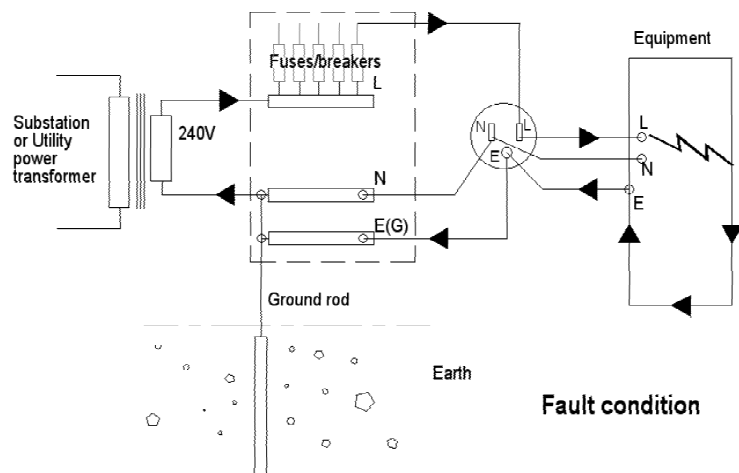 Equipment
Fuses/breakers
L
Substation
or Utility
power
transformer
240V
N
L
E
L
N
E
N
E(G)
Ground rod
Earth
Fault condition